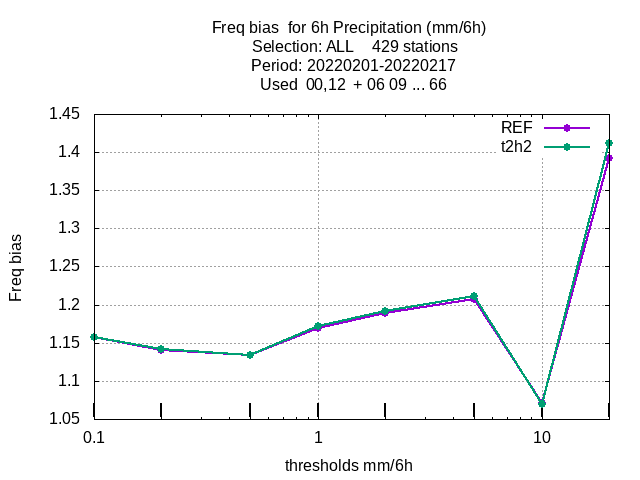 Freq bias  for 6h Precipitation (mm/6h)
Selection: ALL    429 stations
Period: 20220201-20220217
Used  00,12  + 06 09 ... 66
1.45
1.4
1.35
1.3
1.25
1.2
1.15
1.1
1.05
REF
t2h2
Freq bias
0.1 1 10
thresholds mm/6h